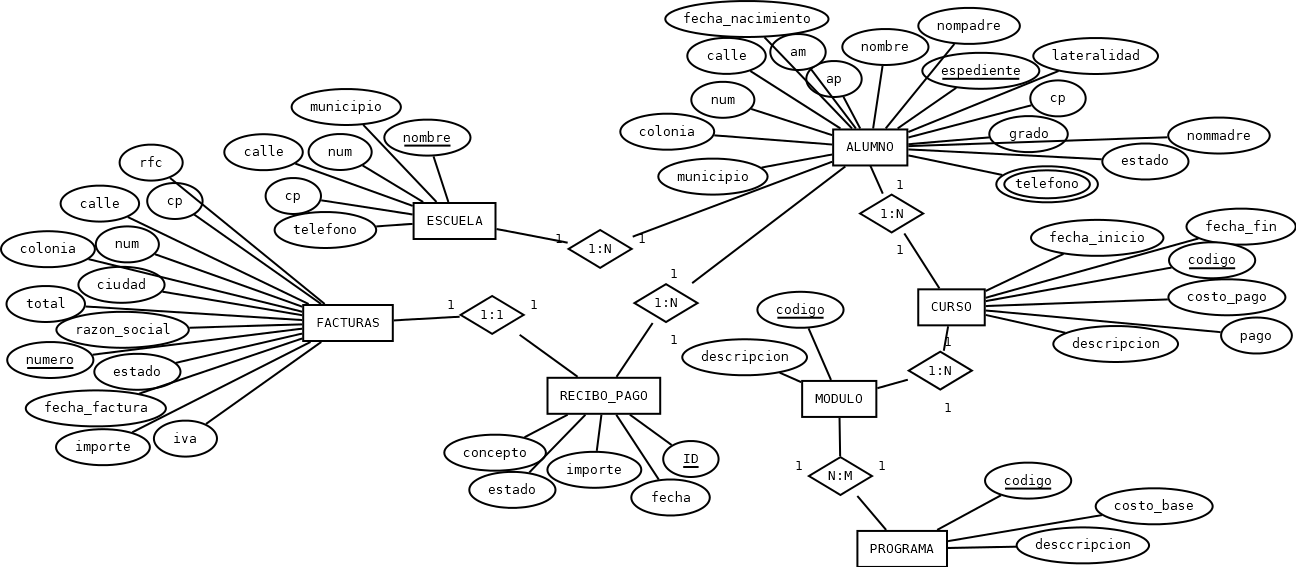 fecha_nacimiento
nompadre
am
nombre
calle
lateralidad
espediente
ap
num
cp
municipio
colonia
grado
nommadre
nombre
ALUMNO
calle
num
rfc
estado
municipio
telefono
1
cp
cp
calle
1:N
ESCUELA
fecha_inicio
fecha_fin
telefono
1
1
num
colonia
1:N
1
codigo
1
ciudad
costo_pago
total
1
1
1:N
CURSO
codigo
1:1
FACTURAS
razon_social
pago
1
1
descripcion
numero
descripcion
estado
1:N
RECIBO_PAGO
MODULO
fecha_factura
1
iva
importe
concepto
ID
1
1
importe
N:M
codigo
estado
fecha
costo_base
desccripcion
PROGRAMA